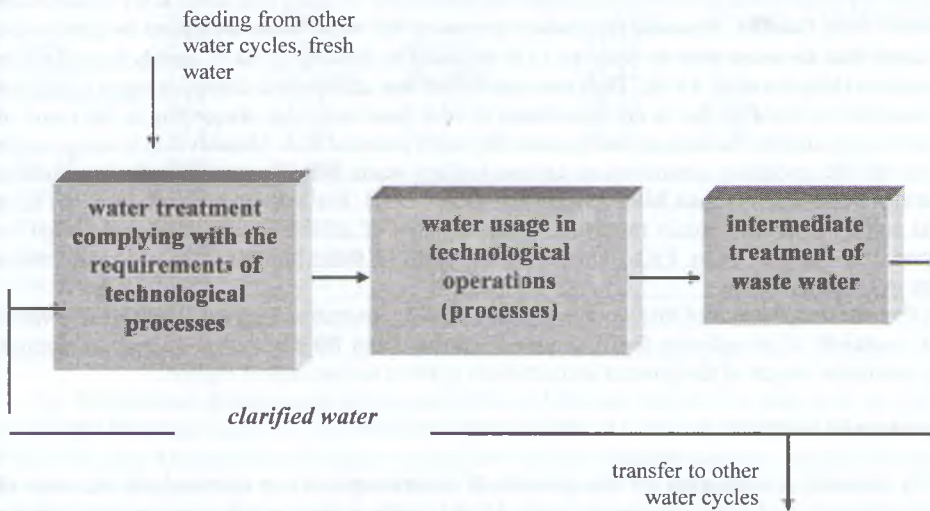 feeding from other
water cycles, fresh
water
water treatment
complying with the
requirements of
technological
processes
water usage in
technological
operations
(processes)
intermediate
treatment of
waste water
clarified water
transfer to other
water cycles